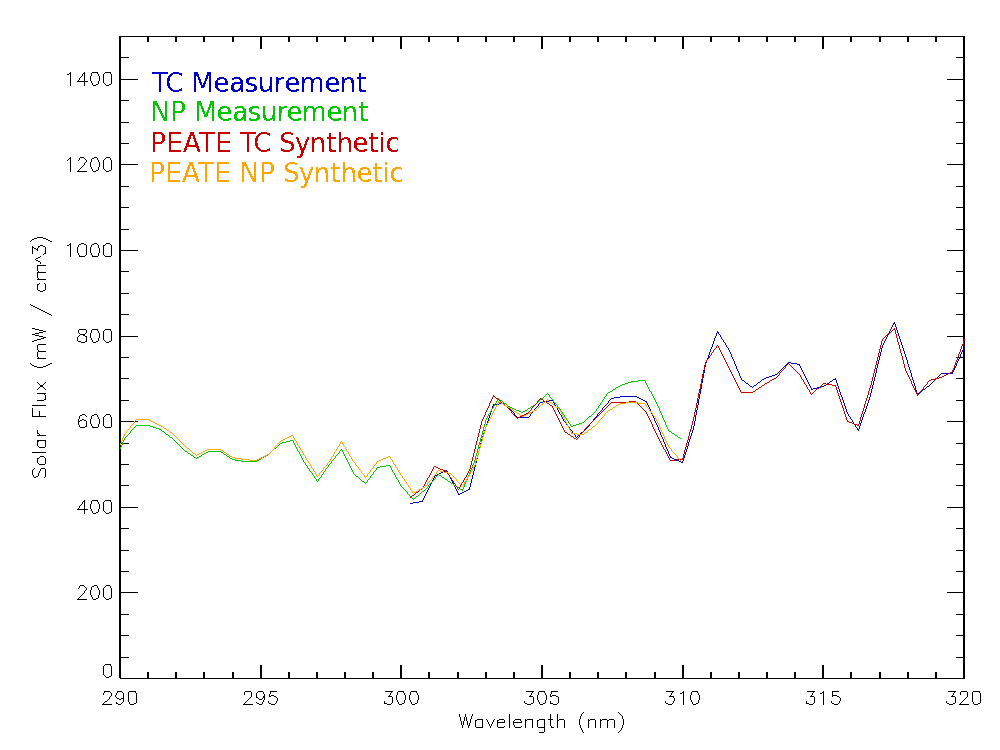 1400
1200
1000
800
600
400
200
0
TC Measurement
NP Measurement
PEATE TC Synthetic
PEATE NP Synthetic
Solar Flux (mW / cm^3)
290 295 300 305 310 315 320
Wavelength (nm)